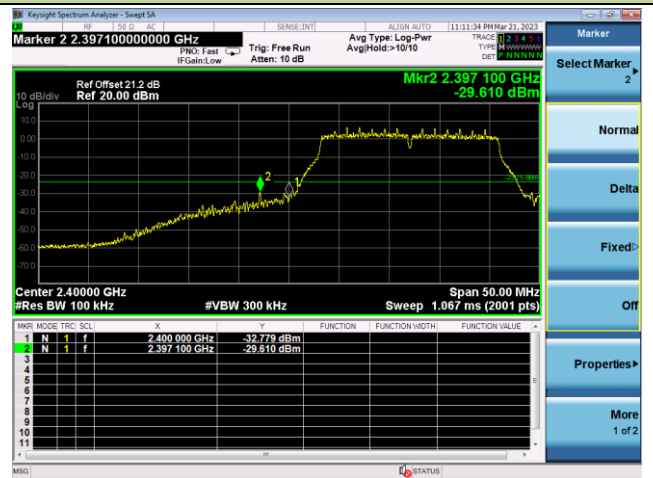 Keysight Spectrum Analyzer - Swept SA
RF 50 Ω AC SENSE:INT ALIGN AUTO 11:11:34 PM Mar 21, 2023
Marker 2 2.397100000000 GHz
PNO: Fast
IFGain:Low
Trig: Free Run
Atten: 10 dB
Avg Type: Log-Pwr
Avg|Hold:>10/10
TRACE 1 2 3 4 5 6
TYPE M W W W W W
DET P N N N N N
Marker
Select Marker
2
Normal
Delta
Fixed
Off
Properties
More
1 of 2
Ref Offset 21.2 dB
Ref 20.00 dBm
10 dB/div
Log
Mkr2 2.397 100 GHz
-29.610 dBm
10.0
0.00
-10.0
-20.0
-30.0
-40.0
-50.0
-60.0
-70.0
2
1
Center 2.40000 GHz
Span 50.00 MHz
#Res BW 100 kHz
#VBW 300 kHz
Sweep 1.067 ms (2001 pts)
MKR MODE TRC SCL X Y FUNCTION FUNCTION WIDTH FUNCTION VALUE
1 N 1 f 2.400 000 GHz -32.779 dBm
2 N 1 f 2.397 100 GHz -29.610 dBm
3
4
5
6
7
8
9
10
11
MSG
STATUS